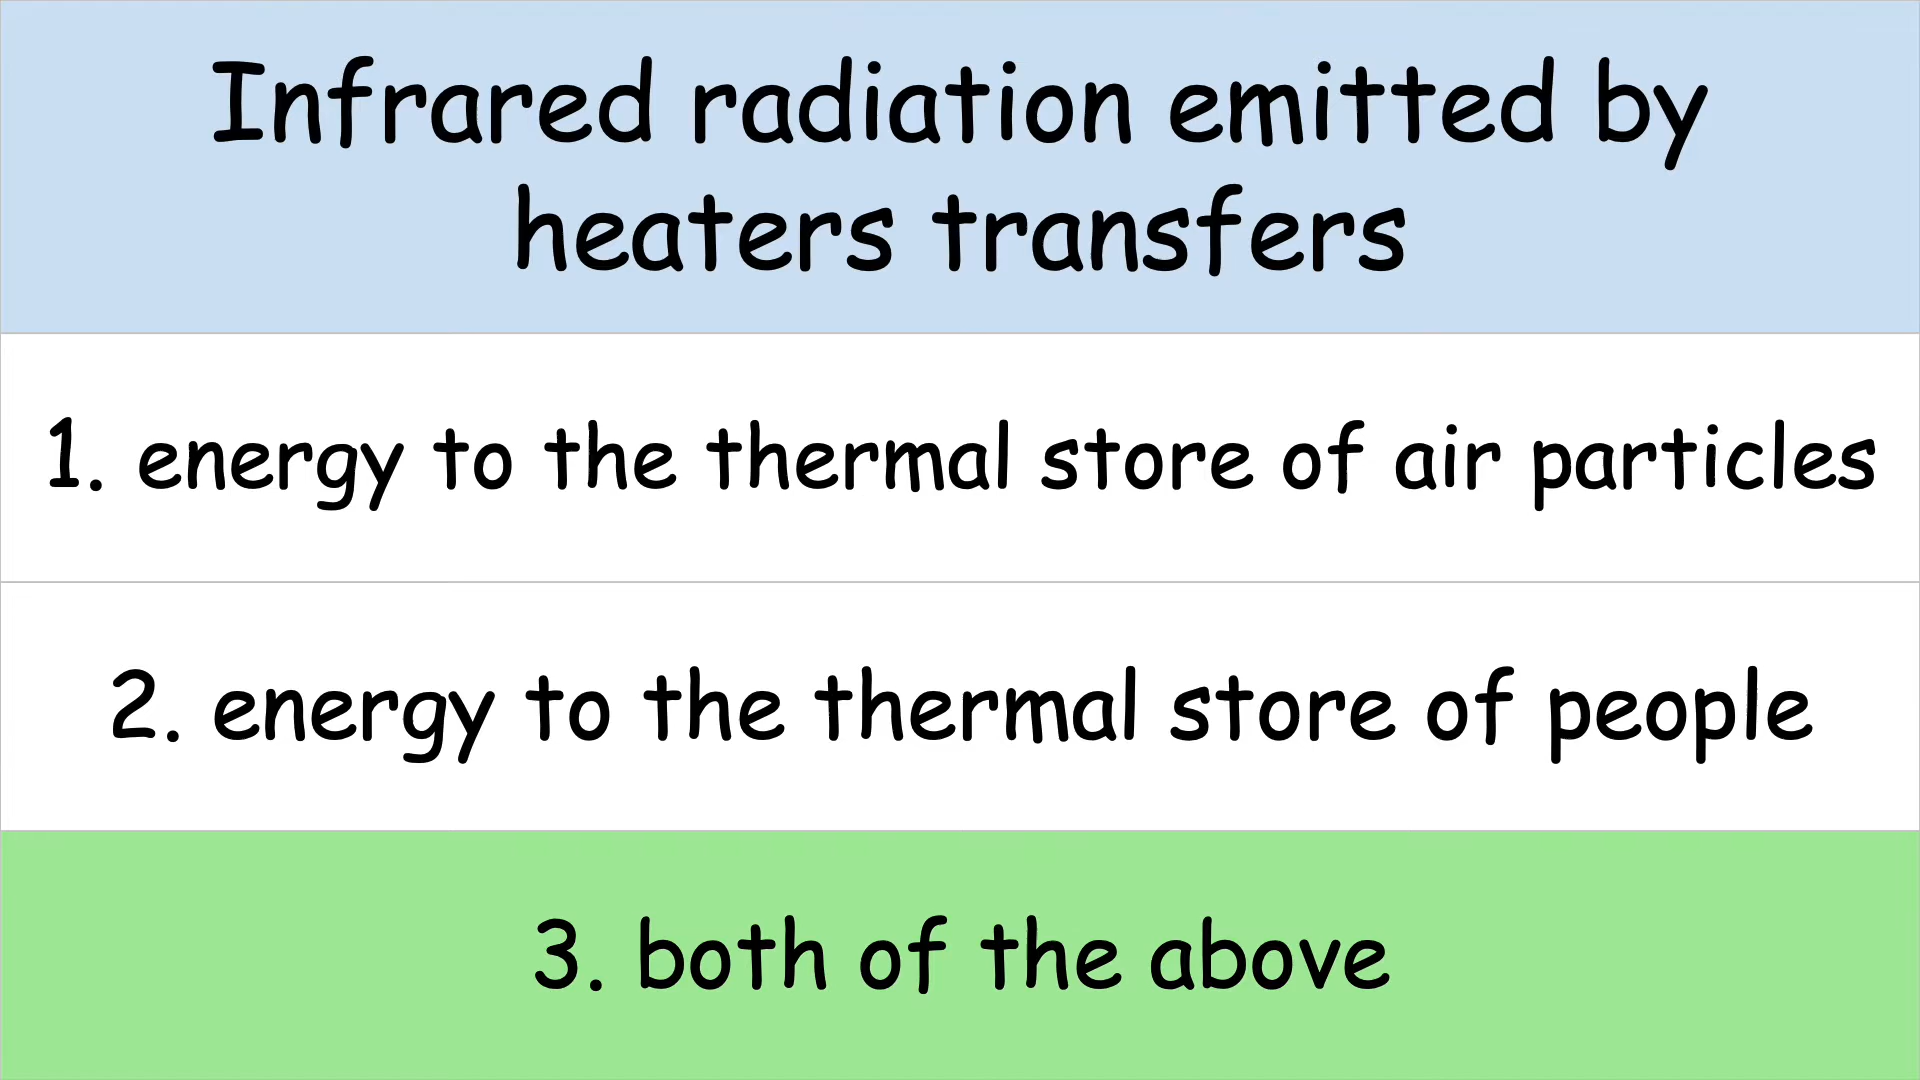 Infrared radiation emitted by
heaters transfers
1. energy to the thermal store of air particles
2. energy to the thermal store of people
3. both of the above